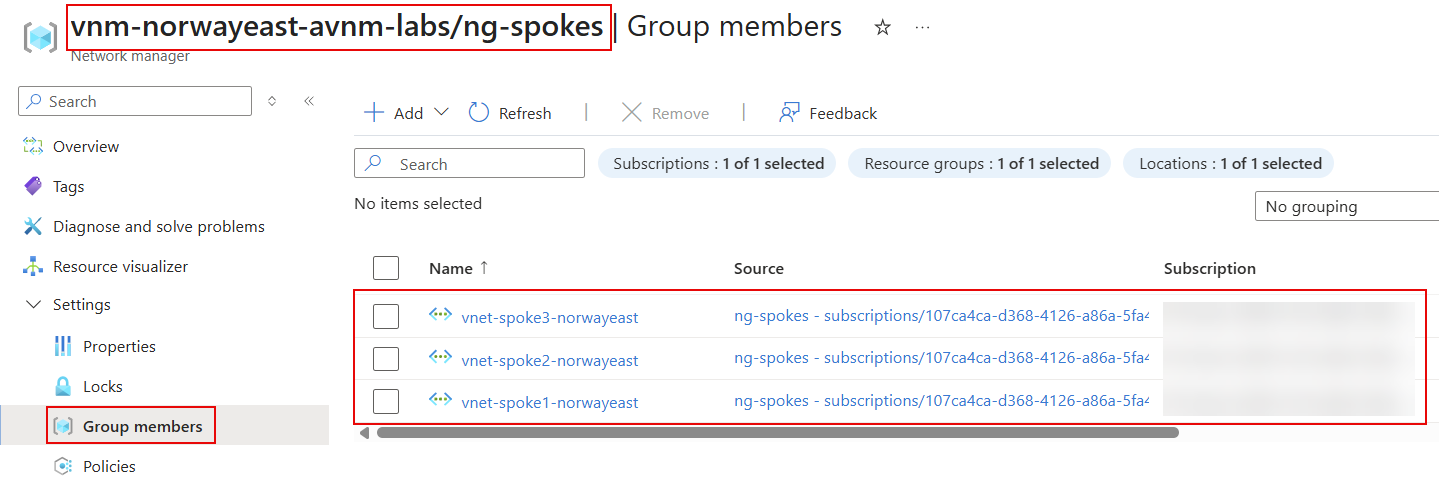 vnm-norwayeast-avnm-labs/ng-spokes | Group members
Network manager
Search
Add Refresh | Remove | Feedback
Overview
Tags
Diagnose and solve problems
Resource visualizer
Settings
Properties
Locks
Group members
Policies
Search Subscriptions : 1 of 1 selected Resource groups : 1 of 1 selected Locations : 1 of 1 selected
No items selected
No grouping
Name ↑ Source Subscription
vnet-spoke3-norwayeast ng-spokes - subscriptions/107ca4ca-d368-4126-a86a-5fa4
vnet-spoke2-norwayeast ng-spokes - subscriptions/107ca4ca-d368-4126-a86a-5fa4
vnet-spoke1-norwayeast ng-spokes - subscriptions/107ca4ca-d368-4126-a86a-5fa4